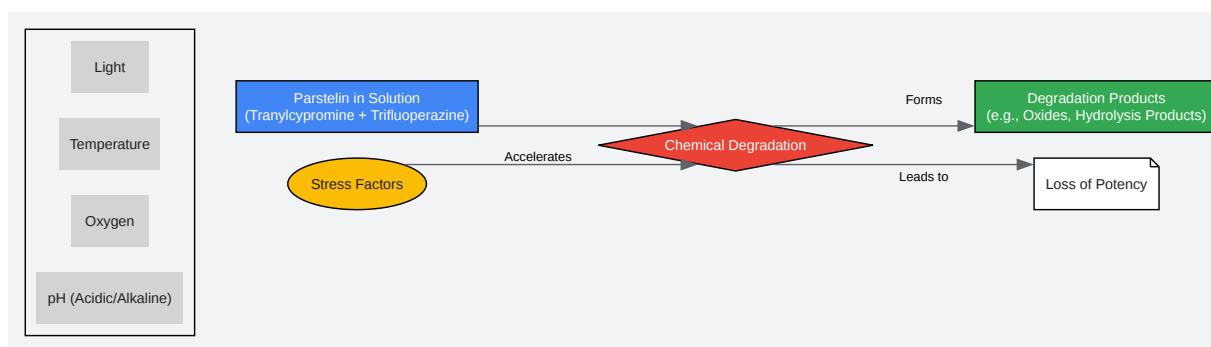 Light
Temperature
Oxygen
pH (Acidic/Alkaline)
Parstelin in Solution
(Tranylcypromine + Trifluoperazine)
Stress Factors
Accelerates
Chemical Degradation
Forms
Leads to
Degradation Products
(e.g., Oxides, Hydrolysis Products)
Loss of Potency